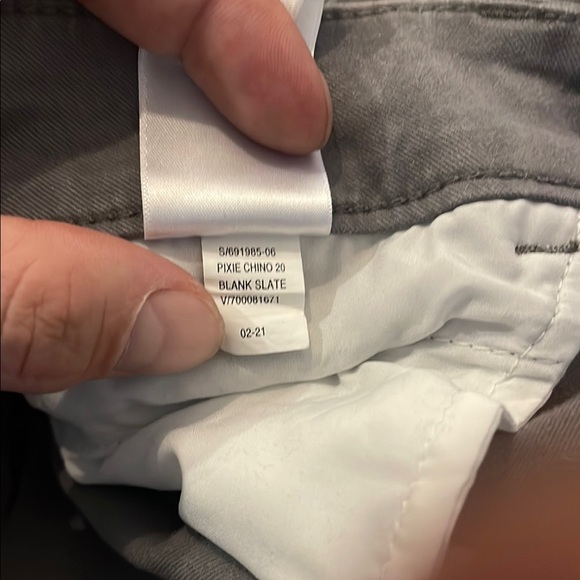 S/691985-06
PIXIE CHINO 20
BLANK SLATE
V/700081671
02-21